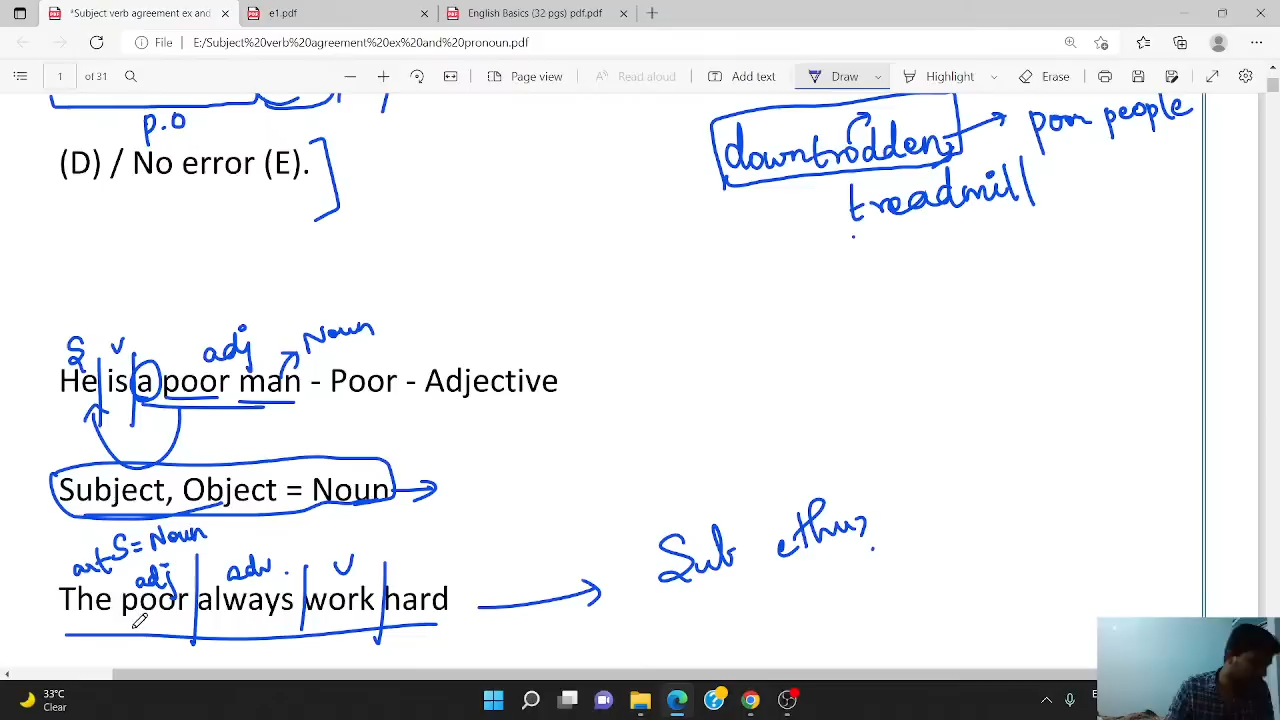 *Subject verb agreement ex and
e1.pdf
English Basics (32 pgs) pdf.pdf
File
E:/Subject%20verb%20agreement%20ex%20and%20pronoun.pdf
1 of 31
Page view
Read aloud
Add text
Draw
Highlight
Erase
p.o
downtrodden
poor people
(D) / No error (E).
treadmill
S V adj Noun
He is a poor man - Poor - Adjective
Subject, Object = Noun
S = Noun
art adj adv. V
Sub ethu?
The poor always work hard
33°C
Clear